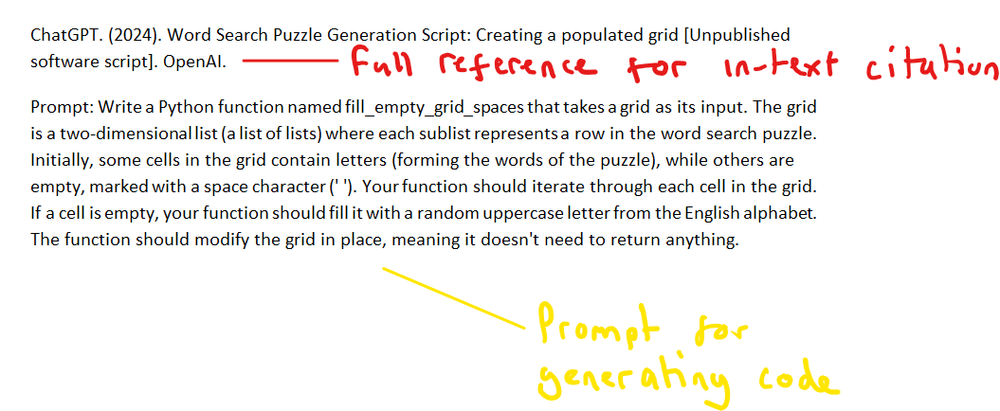 ChatGPT. (2024). Word Search Puzzle Generation Script: Creating a populated grid [Unpublished
software script]. OpenAI.
Full reference for in-text citation
Prompt: Write a Python function named fill_empty_grid_spaces that takes a grid as its input. The grid
is a two-dimensional list (a list of lists) where each sublist represents a row in the word search puzzle.
Initially, some cells in the grid contain letters (forming the words of the puzzle), while others are
empty, marked with a space character (' '). Your function should iterate through each cell in the grid.
If a cell is empty, your function should fill it with a random uppercase letter from the English alphabet.
The function should modify the grid in place, meaning it doesn't need to return anything.
Prompt for
generating code